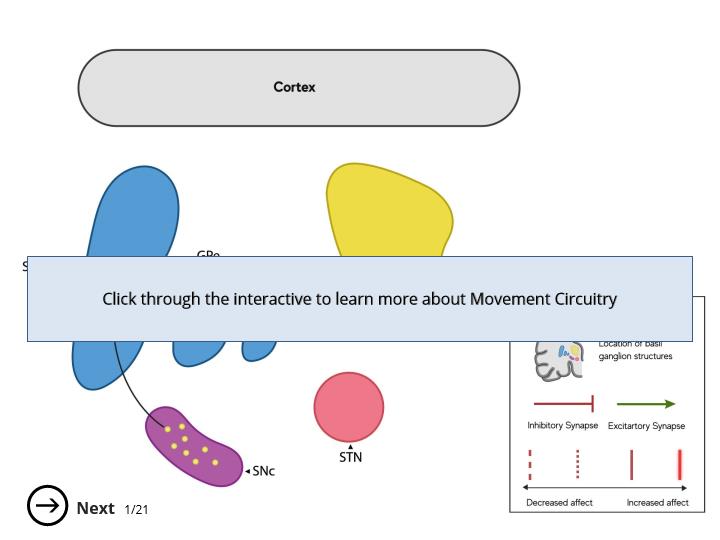 Cortex
GPe
Click through the interactive to learn more about Movement Circuitry
Location of basil
ganglion structures
Inhibitory Synapse
Excitartory Synapse
STN
SNc
Decreased affect
Increased affect
Next 1/21